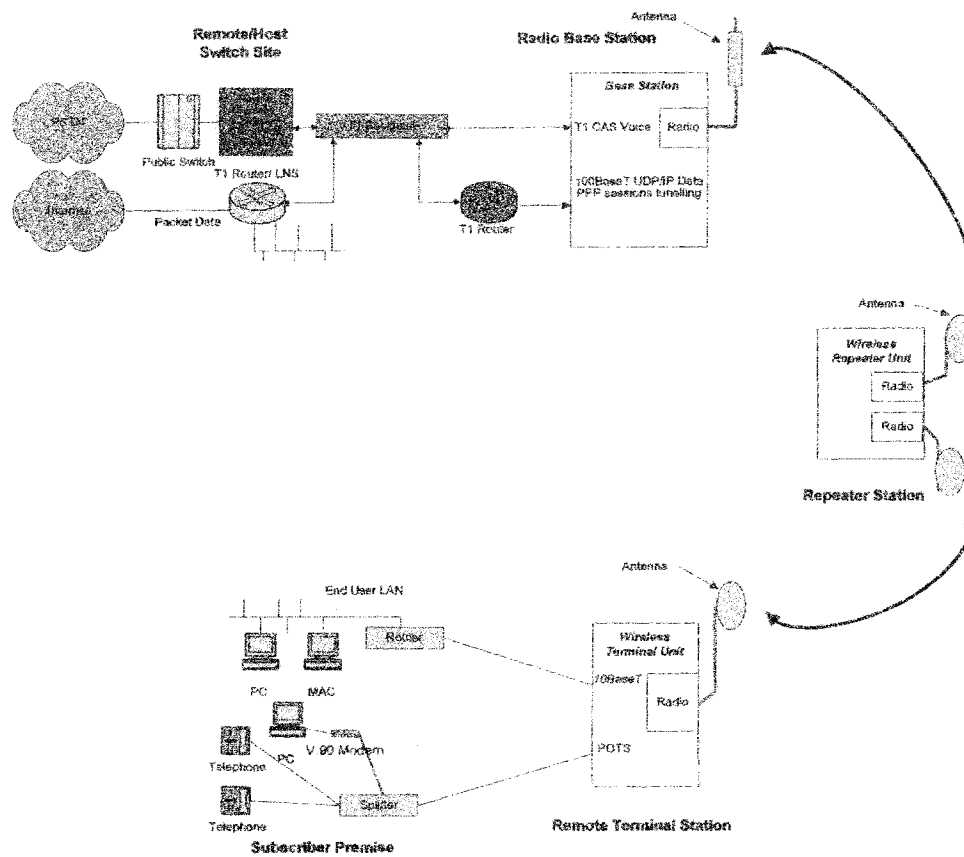 Antenna
Remote/Host
Switch Site
Radio Base Station
Base Station
T1 CAS Voice
Radio
Public Switch
T1 Router/ LNS
100BaseT UDP/IP Data
PPP sessions tunnelling
Internet
Packet Data
T1 Router
Antenna
Wireless
Repeater Unit
Radio
Radio
Repeater Station
Antenna
End User LAN
Router
Wireless
Terminal Unit
10BaseT
PC
MAC
Radio
V.90 Modem
PC
POTS
Telephone
Splitter
Telephone
Remote Terminal Station
Subscriber Premise